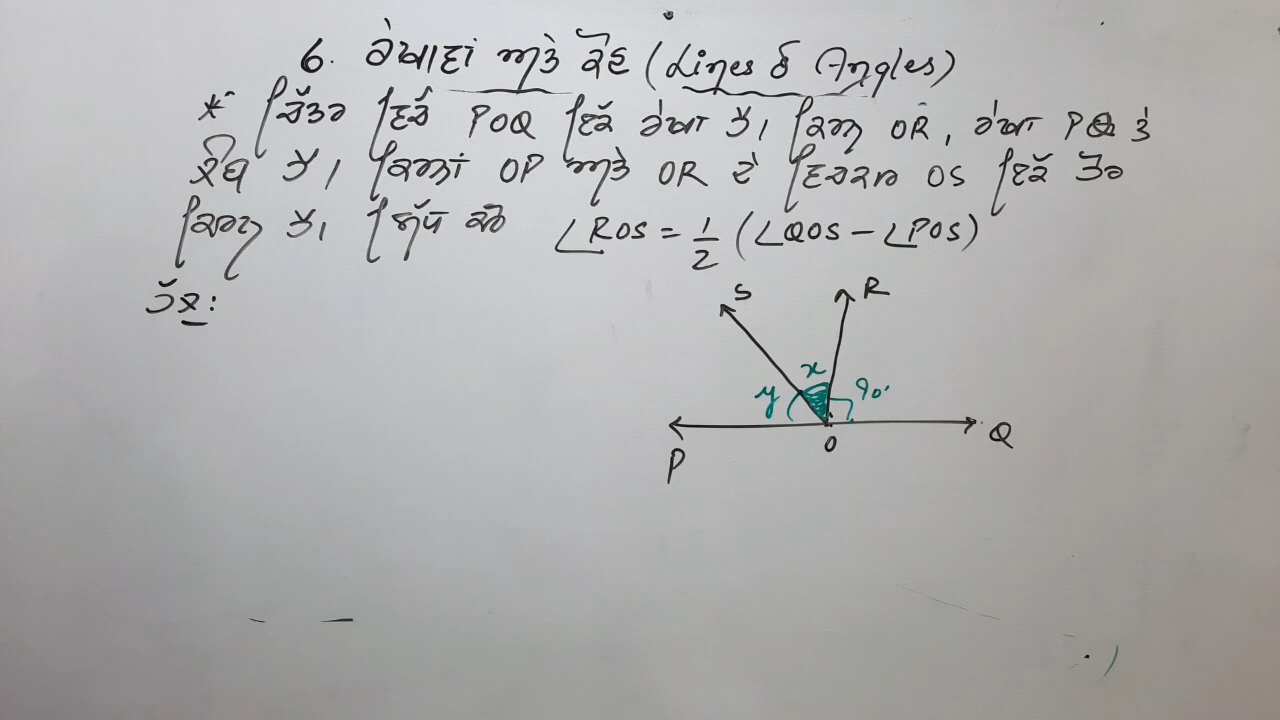 6. ਰੇਖਾਵਾਂ ਅਤੇ ਕੋਣ (Lines & Angles)
* ਚਿੱਤਰ ਵਿੱਚ POQ ਇੱਕ ਰੇਖਾ ਹੈ। ਕਿਰਨ OR, ਰੇਖਾ PQ ਤੇ
ਲੰਬ ਹੈ। ਕਿਰਨਾਂ OP ਅਤੇ OR ਦੇ ਵਿਚਕਾਰ OS ਇੱਕ ਹੋਰ
ਕਿਰਨ ਹੈ। ਸਿੱਧ ਕਰੋ ∠ROS = 1/2 (∠QOS - ∠POS)
ਹੱਲ:
S
R
x
y
90°
P
O
Q